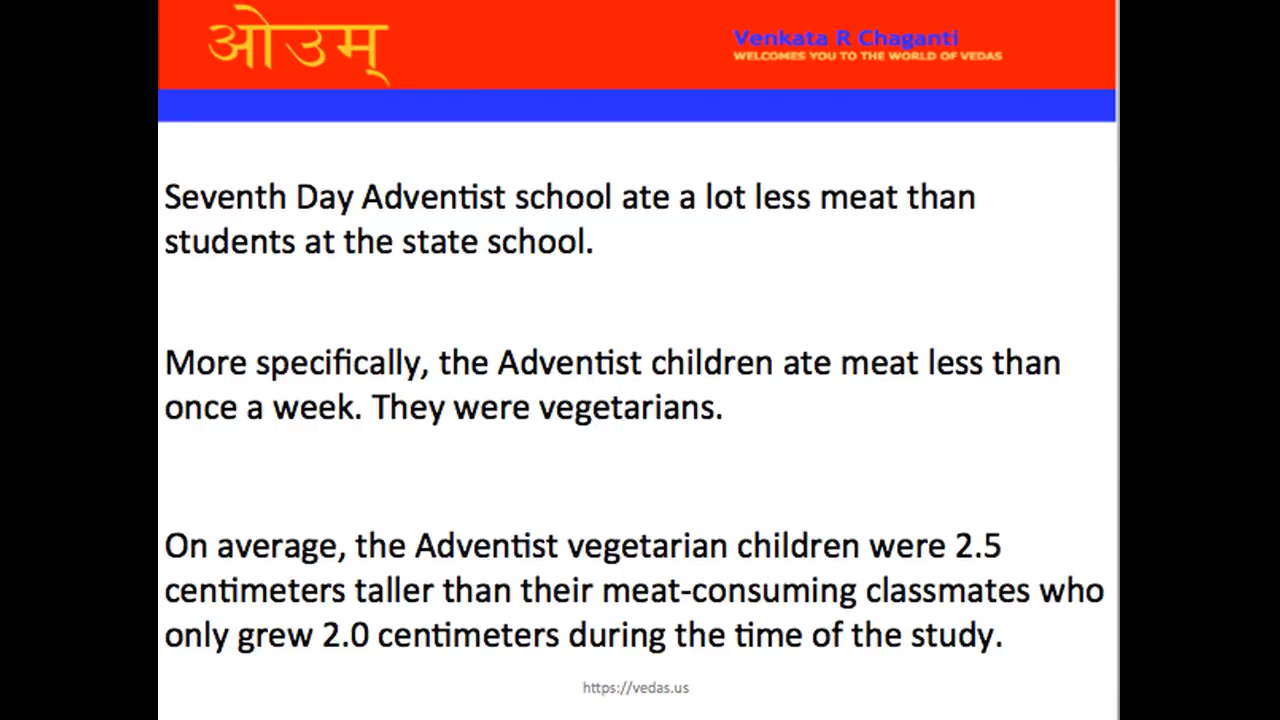 ओउम्
Venkata R Chaganti
WELCOMES YOU TO THE WORLD OF VEDAS
Seventh Day Adventist school ate a lot less meat than
students at the state school.
More specifically, the Adventist children ate meat less than
once a week. They were vegetarians.
On average, the Adventist vegetarian children were 2.5
centimeters taller than their meat-consuming classmates who
only grew 2.0 centimeters during the time of the study.
https://vedas.us